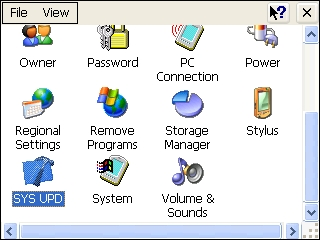 File View ?
Owner Password PC Connection Power
Regional Settings Remove Programs Storage Manager Stylus
SYS UPD System Volume & Sounds